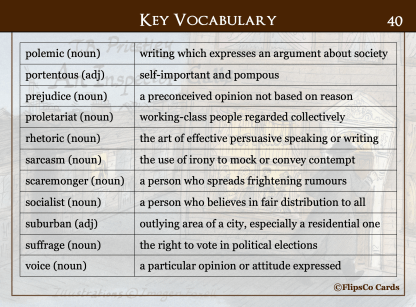 KEY VOCABULARY 40
polemic (noun) writing which expresses an argument about society
portentous (adj) self-important and pompous
prejudice (noun) a preconceived opinion not based on reason
proletariat (noun) working-class people regarded collectively
rhetoric (noun) the art of effective persuasive speaking or writing
sarcasm (noun) the use of irony to mock or convey contempt
scaremonger (noun) a person who spreads frightening rumours
socialist (noun) a person who believes in fair distribution to all
suburban (adj) outlying area of a city, especially a residential one
suffrage (noun) the right to vote in political elections
voice (noun) a particular opinion or attitude expressed
©FlipsCo Cards